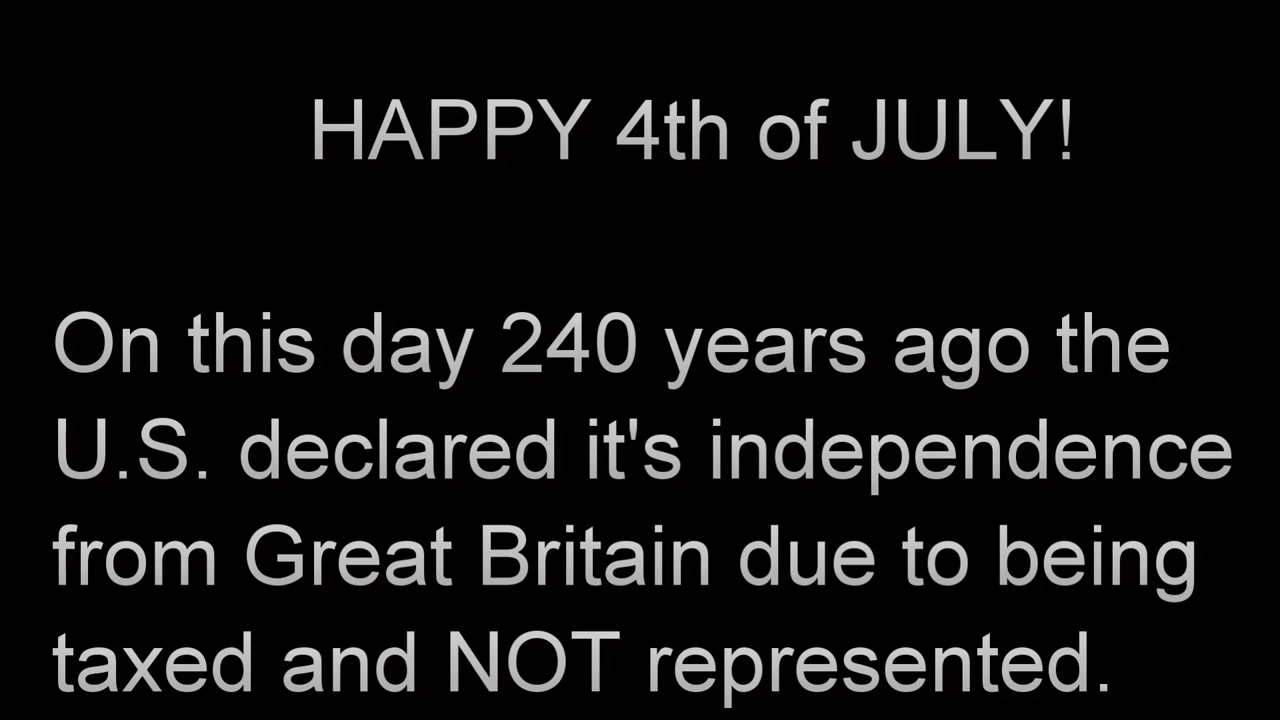 HAPPY 4th of JULY!
On this day 240 years ago the
U.S. declared it's independence
from Great Britain due to being
taxed and NOT represented.